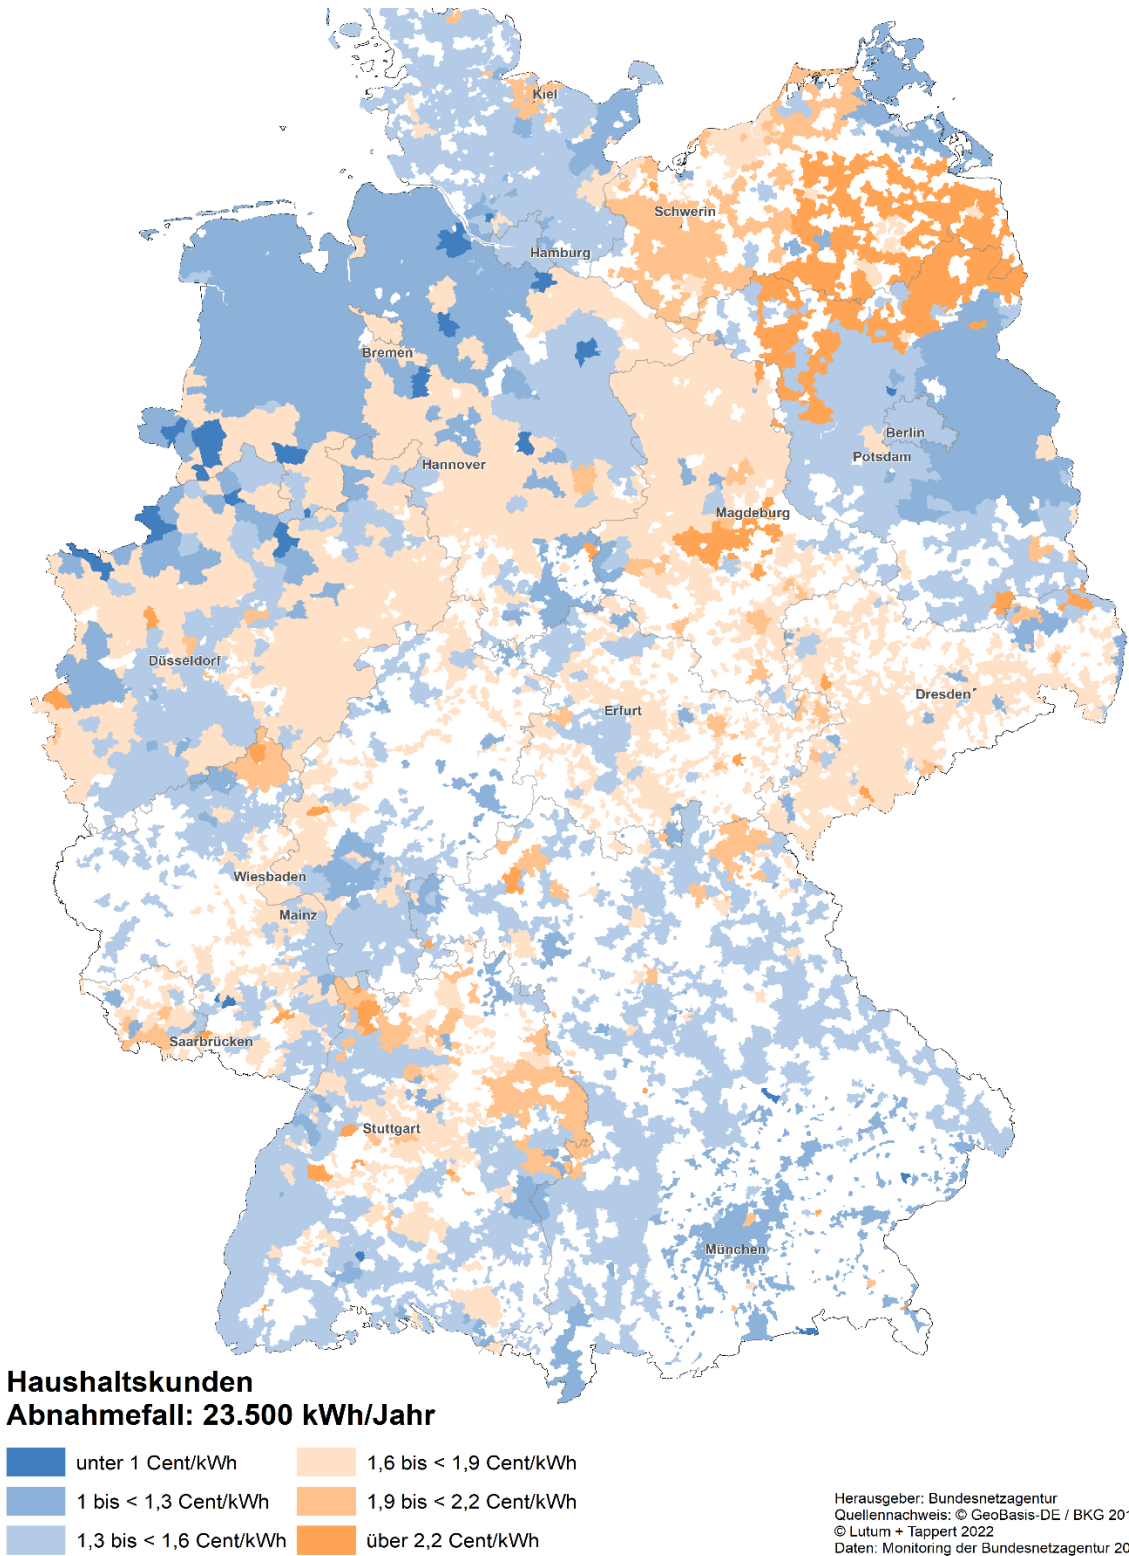 Kiel
Schwerin
Hamburg
Bremen
Berlin
Potsdam
Hannover
Magdeburg
Düsseldorf
Dresden
Erfurt
Wiesbaden
Mainz
Saarbrücken
Stuttgart
München
Haushaltskunden
Abnahmefall: 23.500 kWh/Jahr
unter 1 Cent/kWh
1 bis < 1,3 Cent/kWh
1,3 bis < 1,6 Cent/kWh
1,6 bis < 1,9 Cent/kWh
1,9 bis < 2,2 Cent/kWh
über 2,2 Cent/kWh
Herausgeber: Bundesnetzagentur
Quellennachweis: © GeoBasis-DE / BKG 201
© Lutum + Tappert 2022
Daten: Monitoring der Bundesnetzagentur 20